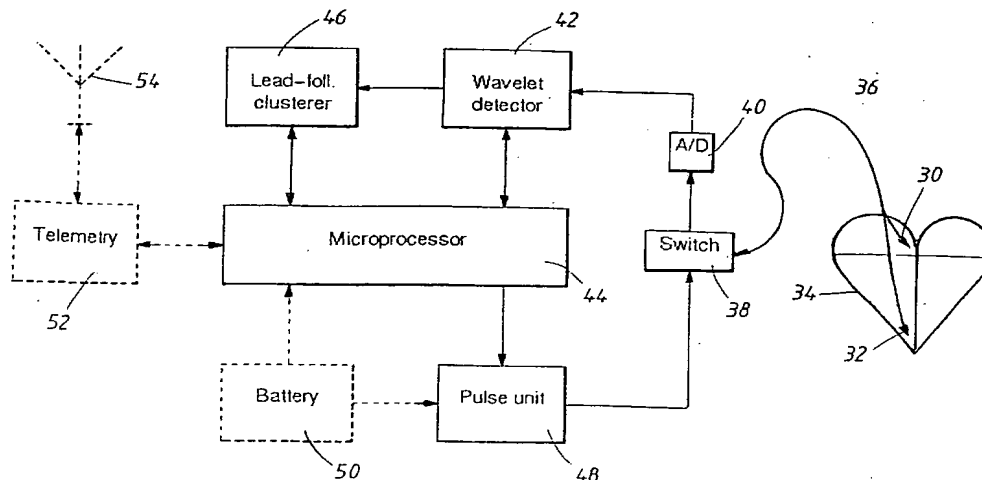 46
42
54
Lead-foll.
clusterer
Wavelet
detector
36
40
A/D
30
Telemetry
Microprocessor
Switch
52
44
38
34
32
Battery
Pulse unit
50
48